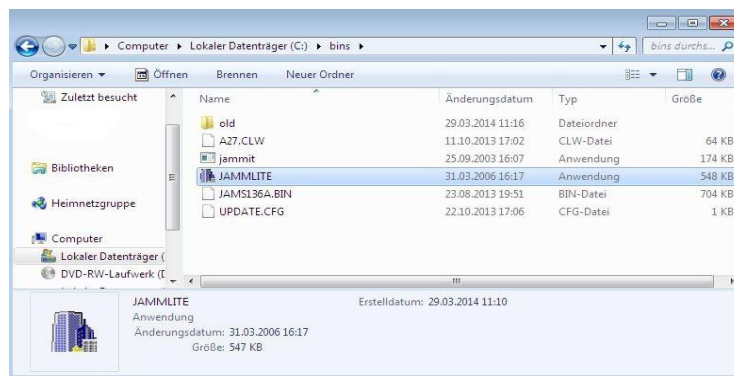 Computer ▸ Lokaler Datenträger (C:) ▸ bins ▸ bins durchs...
Organisieren Öffnen Brennen Neuer Ordner
Zuletzt besucht
Bibliotheken
Heimnetzgruppe
Computer
Lokaler Datenträger (
DVD-RW-Laufwerk (E
Name Änderungsdatum Typ Größe
old 29.03.2014 11:16 Dateiordner
A27.CLW 11.10.2013 17:02 CLW-Datei 64 KB
jammit 25.09.2003 16:07 Anwendung 174 KB
JAMMLITE 31.03.2006 16:17 Anwendung 548 KB
JAMS136A.BIN 23.08.2013 19:51 BIN-Datei 704 KB
UPDATE.CFG 22.10.2013 17:06 CFG-Datei 1 KB
JAMMLITE Erstelldatum: 29.03.2014 11:10
Anwendung
Änderungsdatum: 31.03.2006 16:17
Größe: 547 KB